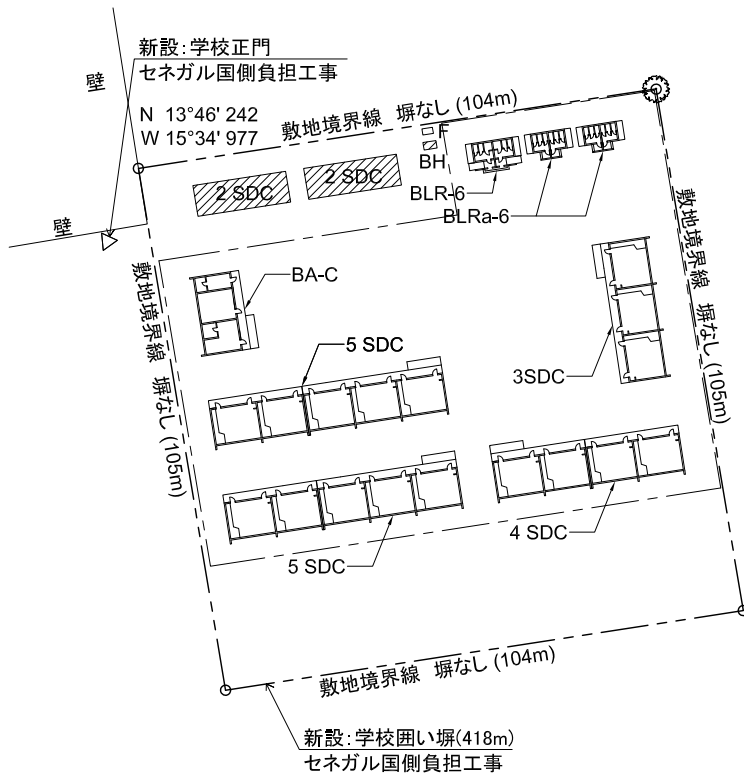 新設：学校正門
セネガル国側負担工事
壁
N 13°46' 242
W 15°34' 977
敷地境界線 塀なし (104m)
F
BH
2 SDC
2 SDC
BLR-6
BLRa-6
壁
敷地境界線 塀なし (105m)
敷地境界線 塀なし (105m)
BA-C
5 SDC
3SDC
4 SDC
5 SDC
敷地境界線 塀なし (104m)
新設：学校囲い塀(418m)
セネガル国側負担工事